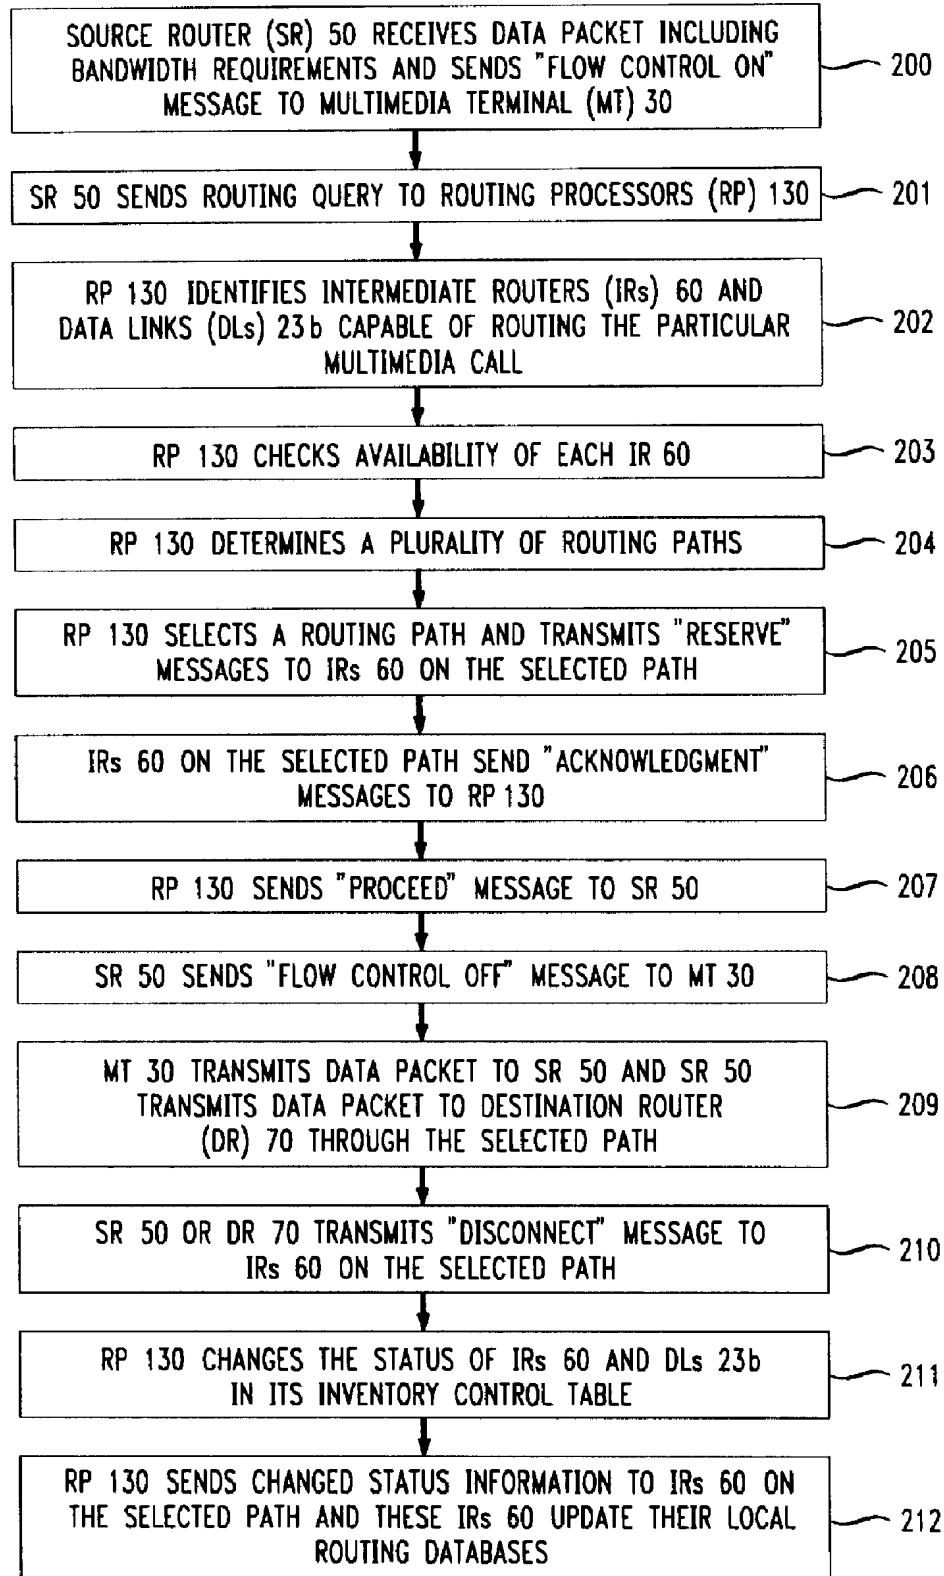 SOURCE ROUTER (SR) 50 RECEIVES DATA PACKET INCLUDING
BANDWIDTH REQUIREMENTS AND SENDS "FLOW CONTROL ON"
MESSAGE TO MULTIMEDIA TERMINAL (MT) 30
200
SR 50 SENDS ROUTING QUERY TO ROUTING PROCESSORS (RP) 130
201
RP 130 IDENTIFIES INTERMEDIATE ROUTERS (IRs) 60 AND
DATA LINKS (DLs) 23b CAPABLE OF ROUTING THE PARTICULAR
MULTIMEDIA CALL
202
RP 130 CHECKS AVAILABILITY OF EACH IR 60
203
RP 130 DETERMINES A PLURALITY OF ROUTING PATHS
204
RP 130 SELECTS A ROUTING PATH AND TRANSMITS "RESERVE"
MESSAGES TO IRs 60 ON THE SELECTED PATH
205
IRs 60 ON THE SELECTED PATH SEND "ACKNOWLEDGMENT"
MESSAGES TO RP 130
206
RP 130 SENDS "PROCEED" MESSAGE TO SR 50
207
SR 50 SENDS "FLOW CONTROL OFF" MESSAGE TO MT 30
208
MT 30 TRANSMITS DATA PACKET TO SR 50 AND SR 50
TRANSMITS DATA PACKET TO DESTINATION ROUTER
(DR) 70 THROUGH THE SELECTED PATH
209
SR 50 OR DR 70 TRANSMITS "DISCONNECT" MESSAGE TO
IRs 60 ON THE SELECTED PATH
210
RP 130 CHANGES THE STATUS OF IRs 60 AND DLs 23b
IN ITS INVENTORY CONTROL TABLE
211
RP 130 SENDS CHANGED STATUS INFORMATION TO IRs 60 ON
THE SELECTED PATH AND THESE IRs 60 UPDATE THEIR LOCAL
ROUTING DATABASES
212